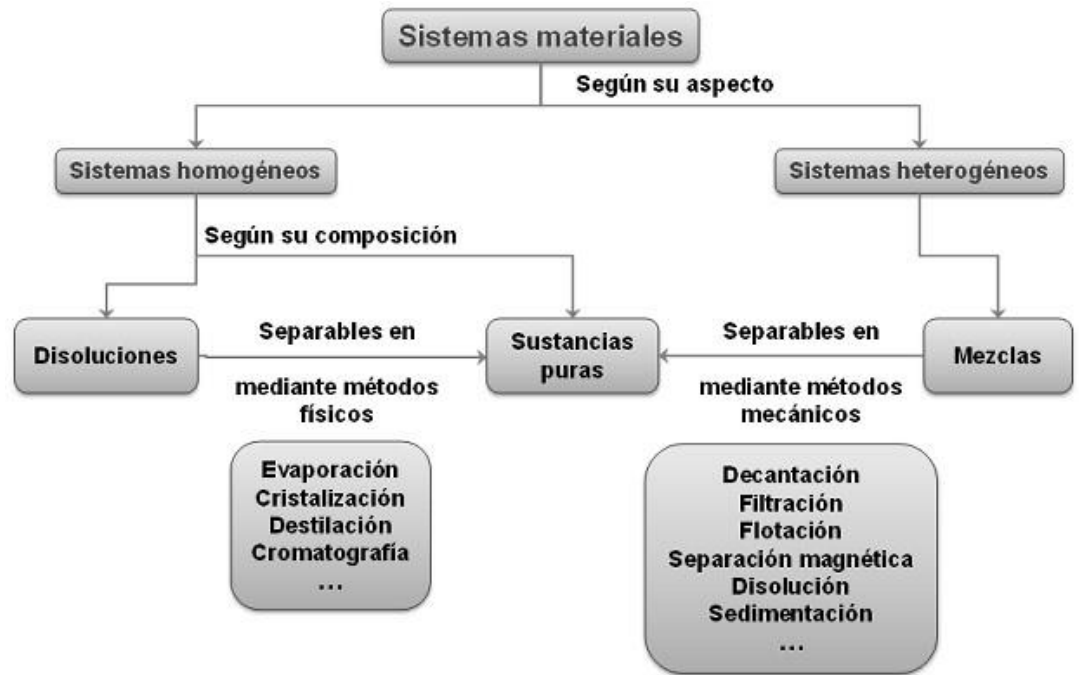 Sistemas materiales
Según su aspecto
Sistemas homogéneos
Sistemas heterogéneos
Según su composición
Disoluciones
Separables en
mediante métodos
físicos
Sustancias
puras
Separables en
mediante métodos
mecánicos
Mezclas
Evaporación
Cristalización
Destilación
Cromatografía
...
Decantación
Filtración
Flotación
Separación magnética
Disolución
Sedimentación
...